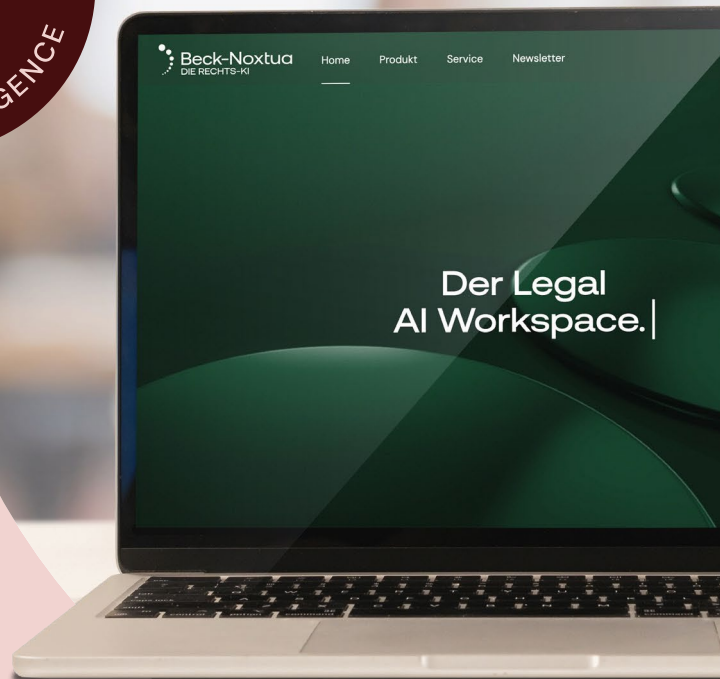 GENCE
Beck-Noxtua
DIE RECHTS-KI
Home Produkt Service Newsletter
Der Legal
AI Workspace.